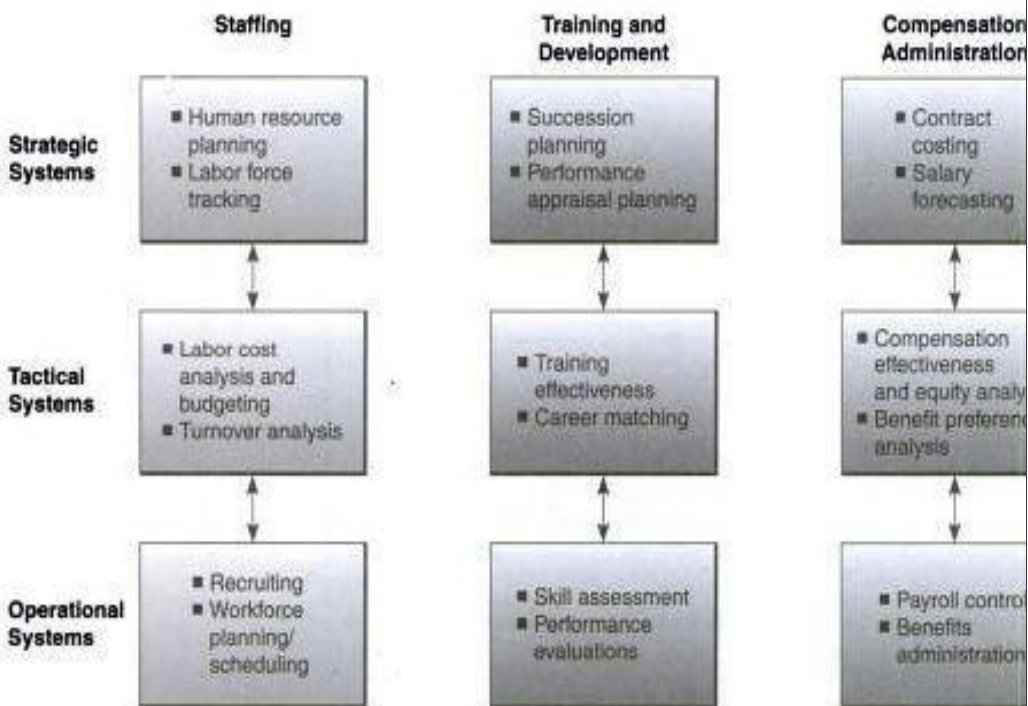 Staffing
Training and
Development
Compensation
Administration
Strategic
Systems
■ Human resource
planning
■ Labor force
tracking
■ Succession
planning
■ Performance
appraisal planning
■ Contract
costing
■ Salary
forecasting
Tactical
Systems
■ Labor cost
analysis and
budgeting
■ Turnover analysis
■ Training
effectiveness
■ Career matching
■ Compensation
effectiveness
and equity analy
■ Benefit preferenc
analysis
Operational
Systems
■ Recruiting
■ Workforce
planning/
scheduling
■ Skill assessment
■ Performance
evaluations
■ Payroll control
■ Benefits
administration